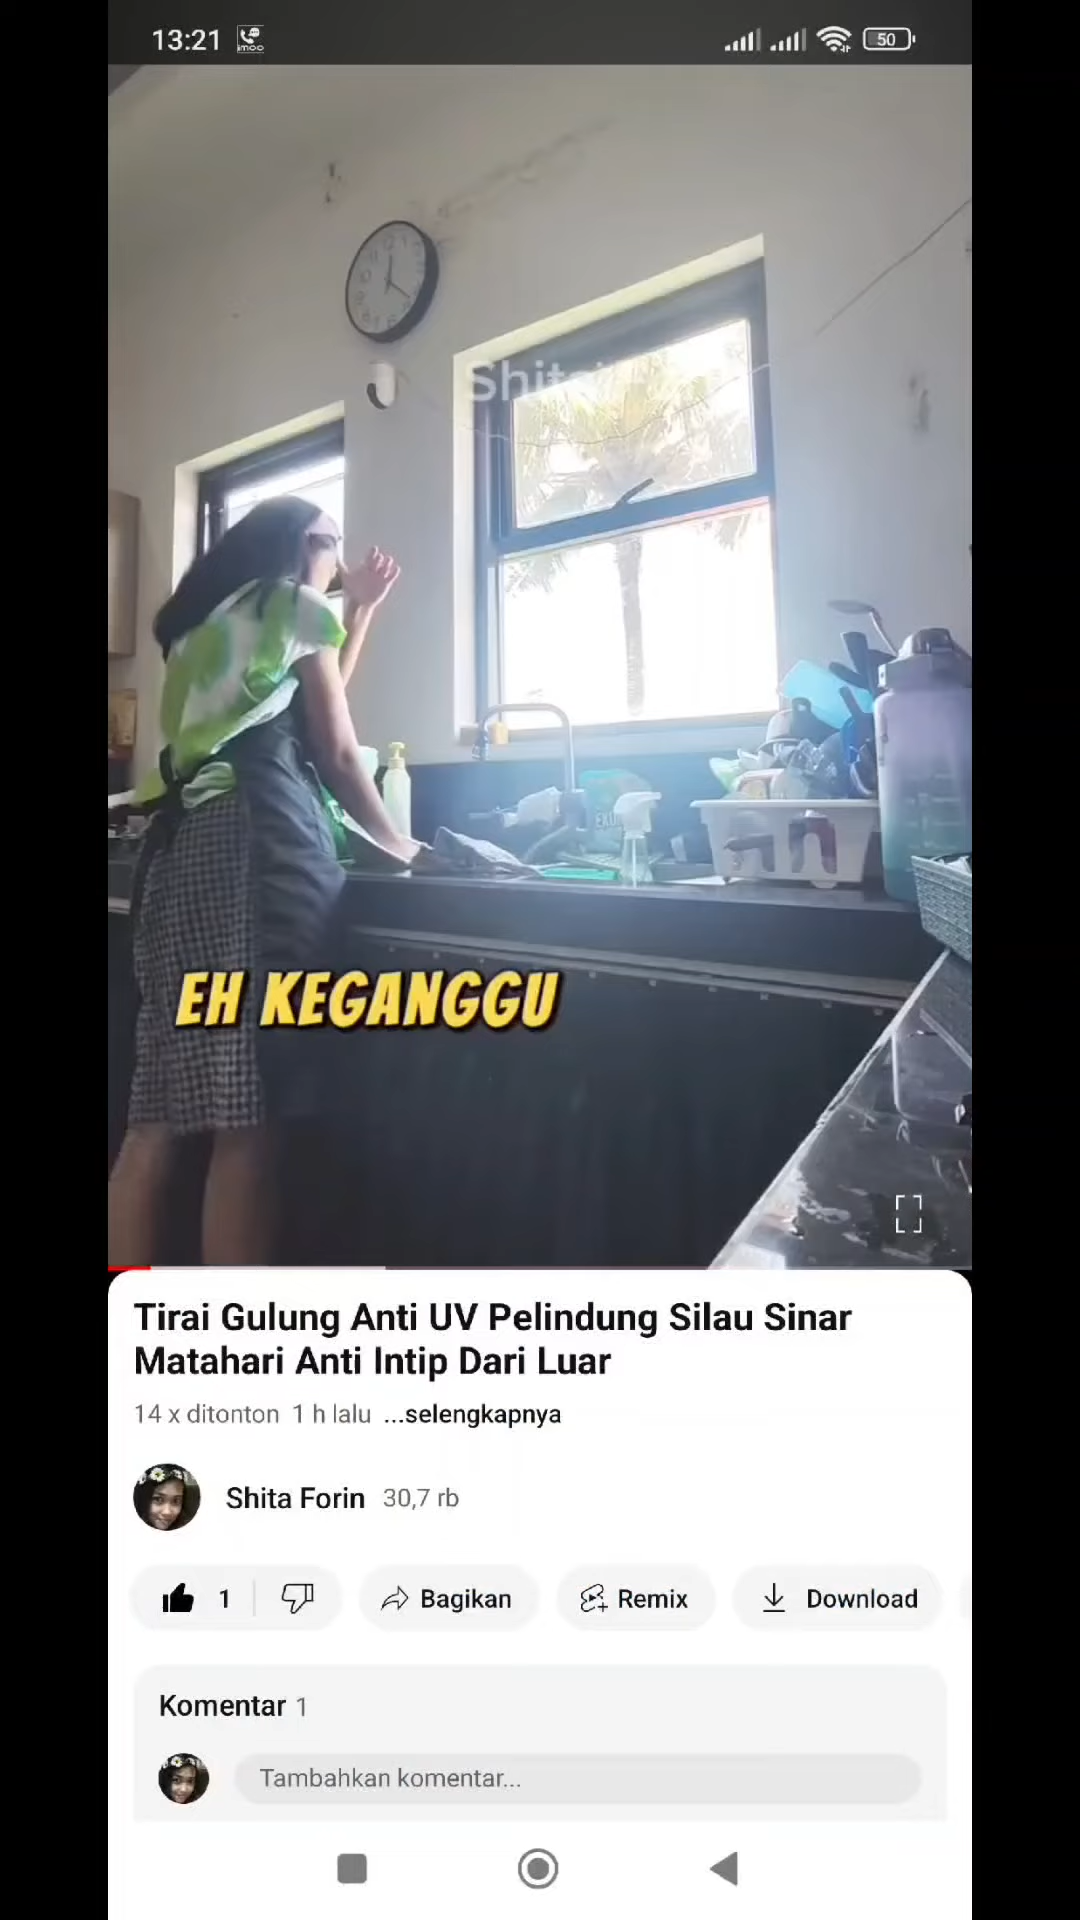 13:21
imoo
50
EH KEGANGGU
Tirai Gulung Anti UV Pelindung Silau Sinar
Matahari Anti Intip Dari Luar
14 x ditonton 1 h lalu ...selengkapnya
Shita Forin 30,7 rb
1 Bagikan Remix Download
Komentar 1
Tambahkan komentar...